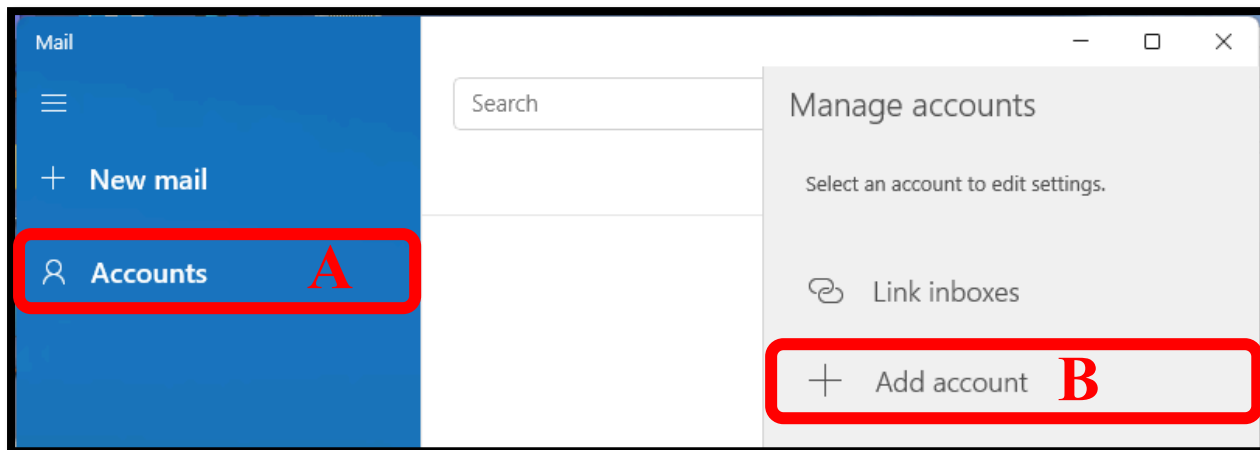 Mail
Search
Manage accounts
New mail
Select an account to edit settings.
Accounts A
Link inboxes
Add account B